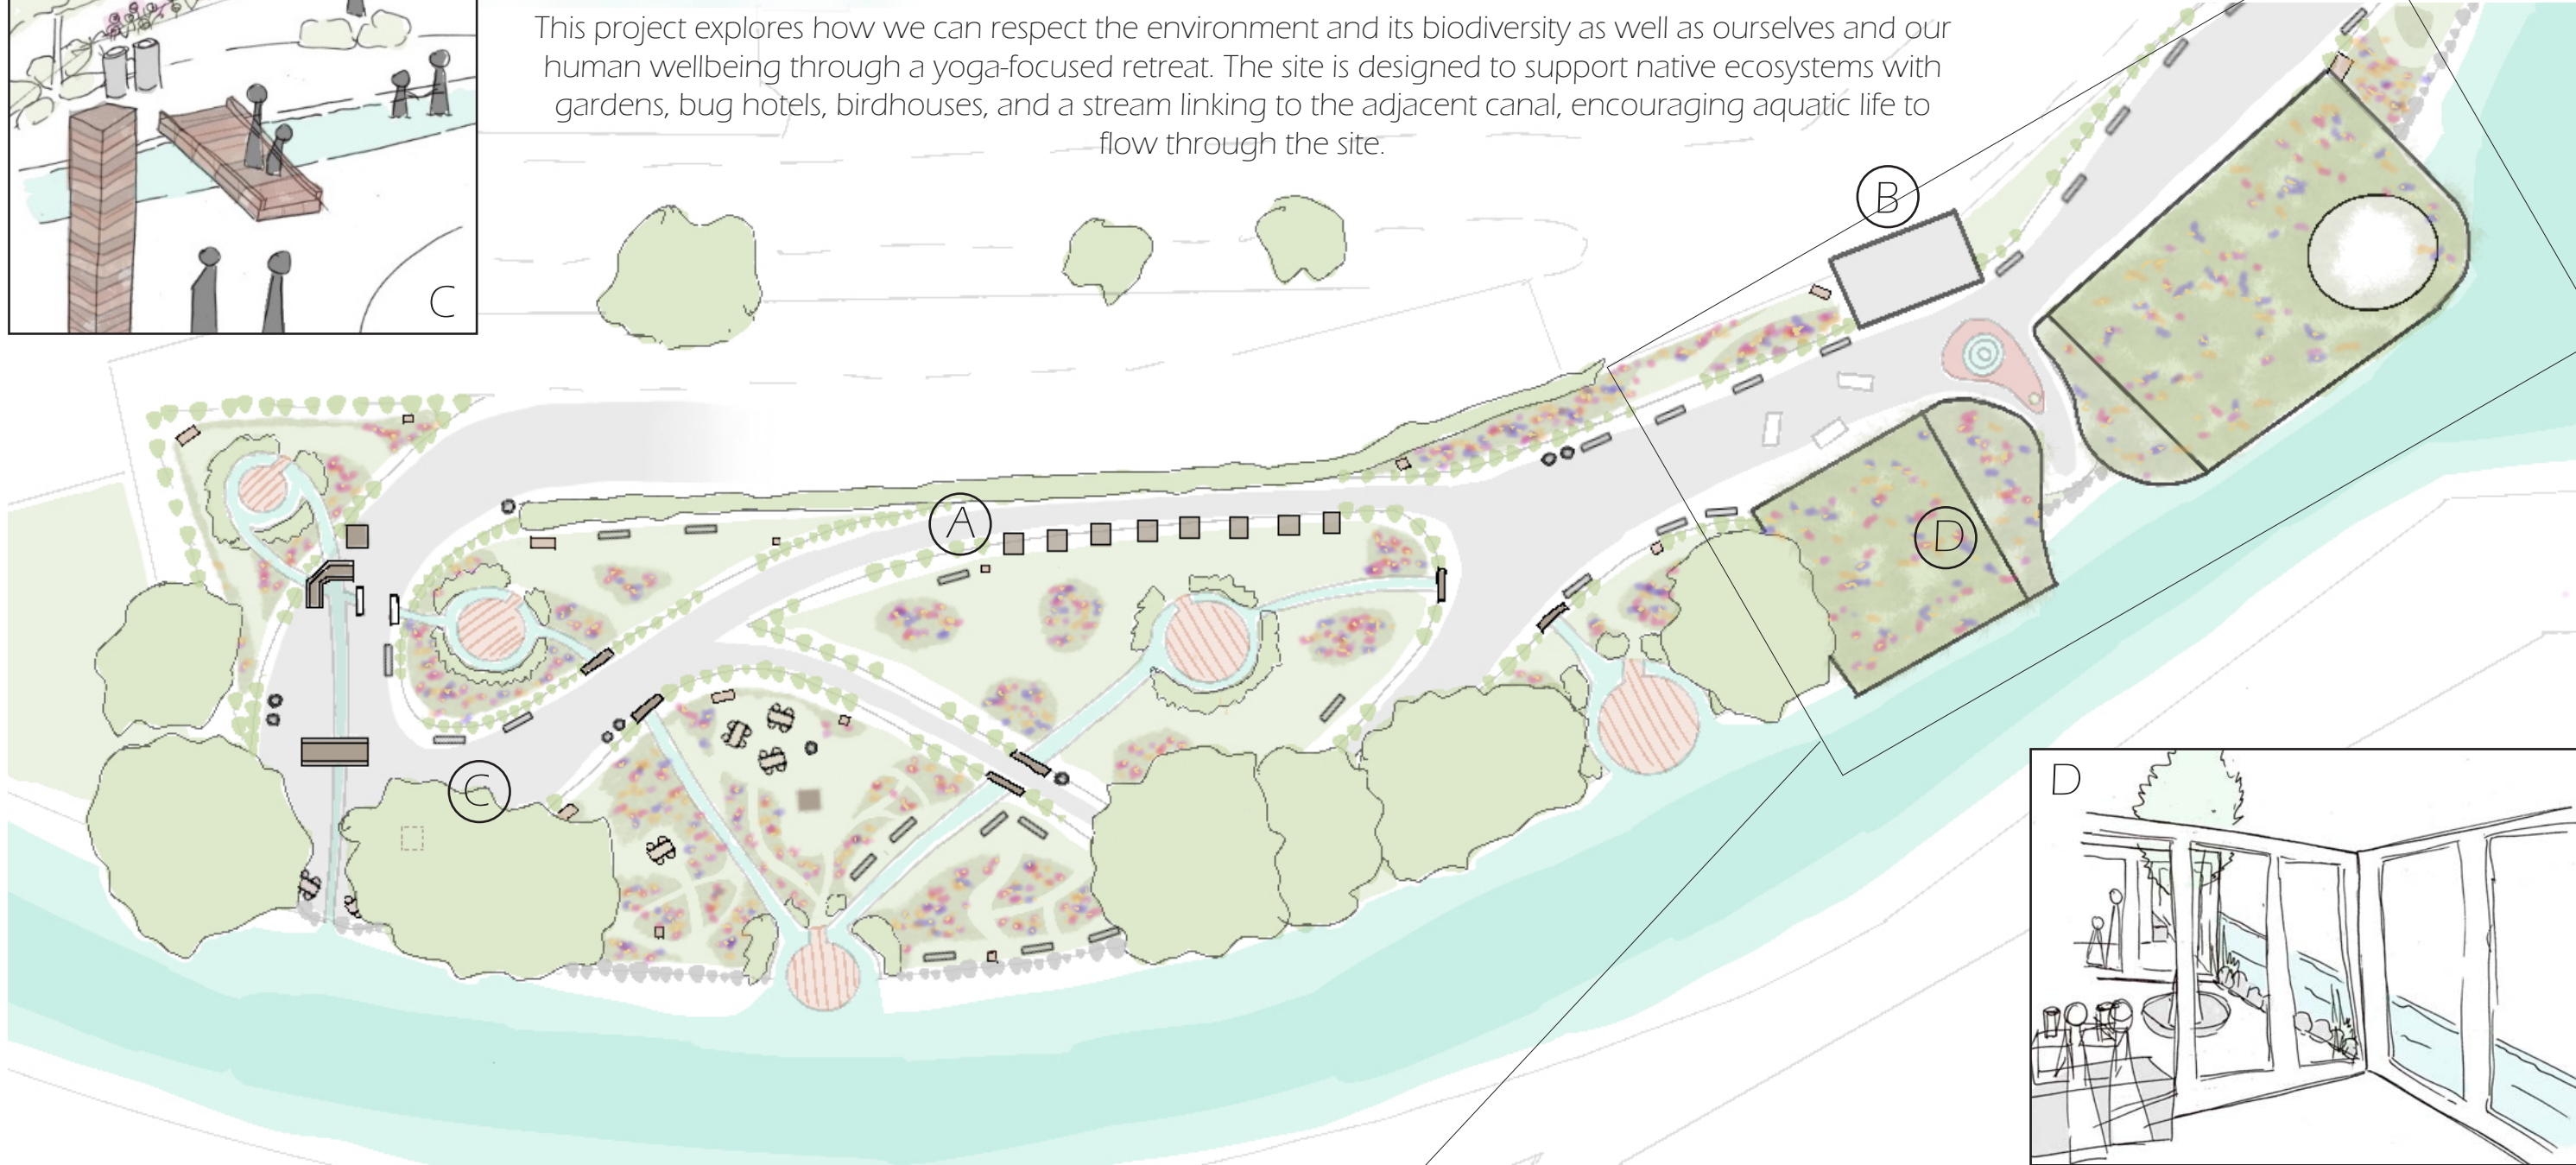 This project explores how we can respect the environment and its biodiversity as well as ourselves and our
human wellbeing through a yoga-focused retreat. The site is designed to support native ecosystems with
gardens, bug hotels, birdhouses, and a stream linking to the adjacent canal, encouraging aquatic life to
flow through the site.
C
B
A
D
C
D